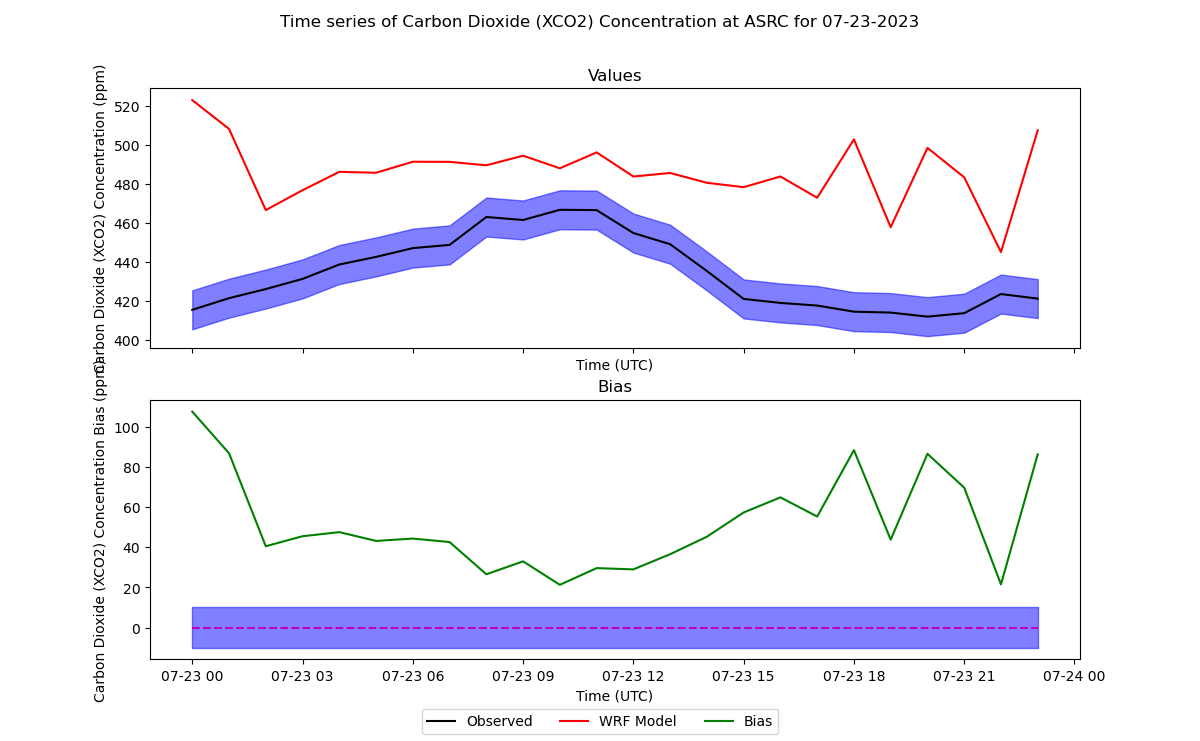 Time series of Carbon Dioxide (XCO2) Concentration at ASRC for 07-23-2023
Values
Carbon Dioxide (XCO2) Concentration (ppm)
520
500
480
460
440
420
400
Time (UTC)
Bias
Carbon Dioxide (XCO2) Concentration Bias (ppm)
100
80
60
40
20
0
07-23 00 07-23 03 07-23 06 07-23 09 07-23 12 07-23 15 07-23 18 07-23 21 07-24 00
Time (UTC)
Observed WRF Model Bias